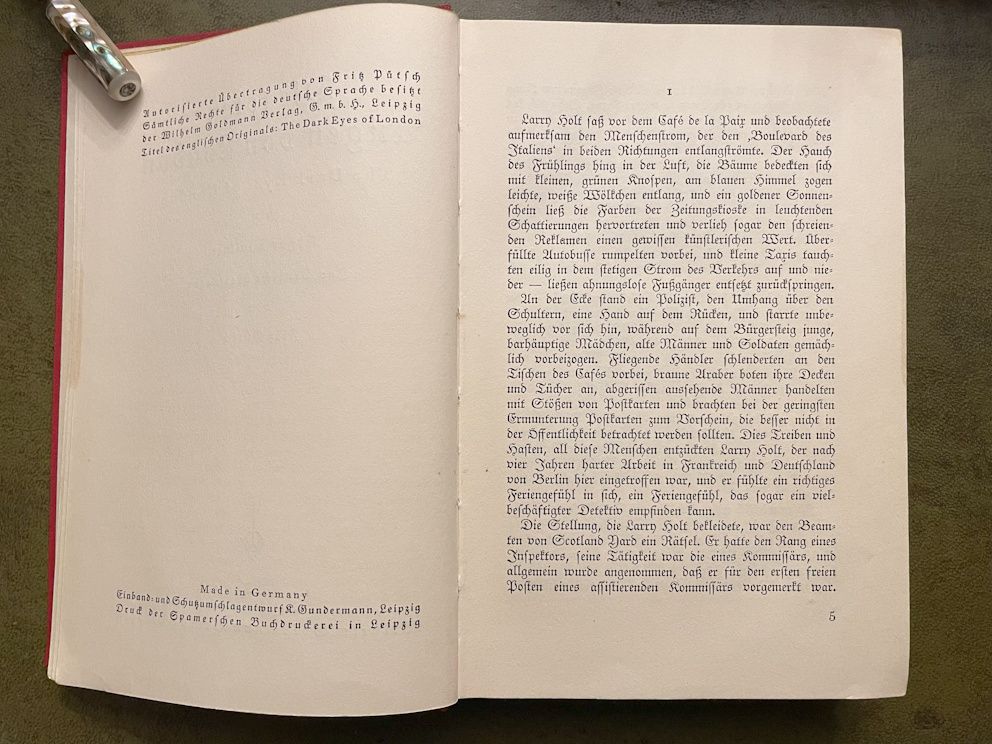 Autorisierte Übertragung von Fritz Pütsch
Sämtliche Rechte für die deutsche Sprache besitzt
der Wilhelm Goldmann Verlag, G. m. b. H., Leipzig
Titel des englischen Originals: The Dark Eyes of London
Made in Germany
Einband- und Schutzumschlagentwurf K. Gundermann, Leipzig
Druck der Spamerschen Buchdruckerei in Leipzig
1
Larry Holt saß vor dem Café de la Paix und beobachtete
aufmerksam den Menschenstrom, der den ‚Boulevard des
Italiens‘ in beiden Richtungen entlangströmte. Der Hauch
des Frühlings hing in der Luft, die Bäume bedeckten sich
mit kleinen, grünen Knospen, am blauen Himmel zogen
leichte, weiße Wölkchen entlang, und ein goldener Sonnen-
schein ließ die Farben der Zeitungskioske in leuchtenden
Schattierungen hervortreten und verlieh sogar den schreien-
den Reklamen einen gewissen künstlerischen Wert. Über-
füllte Autobusse rumpelten vorbei, und kleine Taxis tauch-
ten eilig in dem stetigen Strom des Verkehrs auf und nie-
der — ließen ahnungslose Fußgänger entsetzt zurückspringen.
An der Ecke stand ein Polizist, den Umhang über den
Schultern, eine Hand auf dem Rücken, und starrte unbe-
weglich vor sich hin, während auf dem Bürgersteig junge,
barhäuptige Mädchen, alte Männer und Soldaten gemäch-
lich vorbeizogen. Fliegende Händler schlenderten an den
Tischen des Cafés vorbei, braune Araber boten ihre Decken
und Tücher an, abgerissen aussehende Männer handelten
mit Stößen von Postkarten und brachten bei der geringsten
Ermunterung Postkarten zum Vorschein, die besser nicht in
der Öffentlichkeit betrachtet werden sollten. Dies Treiben und
Hasten, all diese Menschen entzückten Larry Holt, der nach
vier Jahren harter Arbeit in Frankreich und Deutschland
von Berlin hier eingetroffen war, und er fühlte ein richtiges
Feriengefühl in sich, ein Feriengefühl, das sogar ein viel-
beschäftigter Detektiv empfinden kann.
Die Stellung, die Larry Holt bekleidete, war den Beam-
ten von Scotland Yard ein Rätsel. Er hatte den Rang eines
Inspektors, seine Tätigkeit war die eines Kommissärs, und
allgemein wurde angenommen, daß er für den ersten freien
Posten eines assistierenden Kommissärs vorgemerkt war.
5